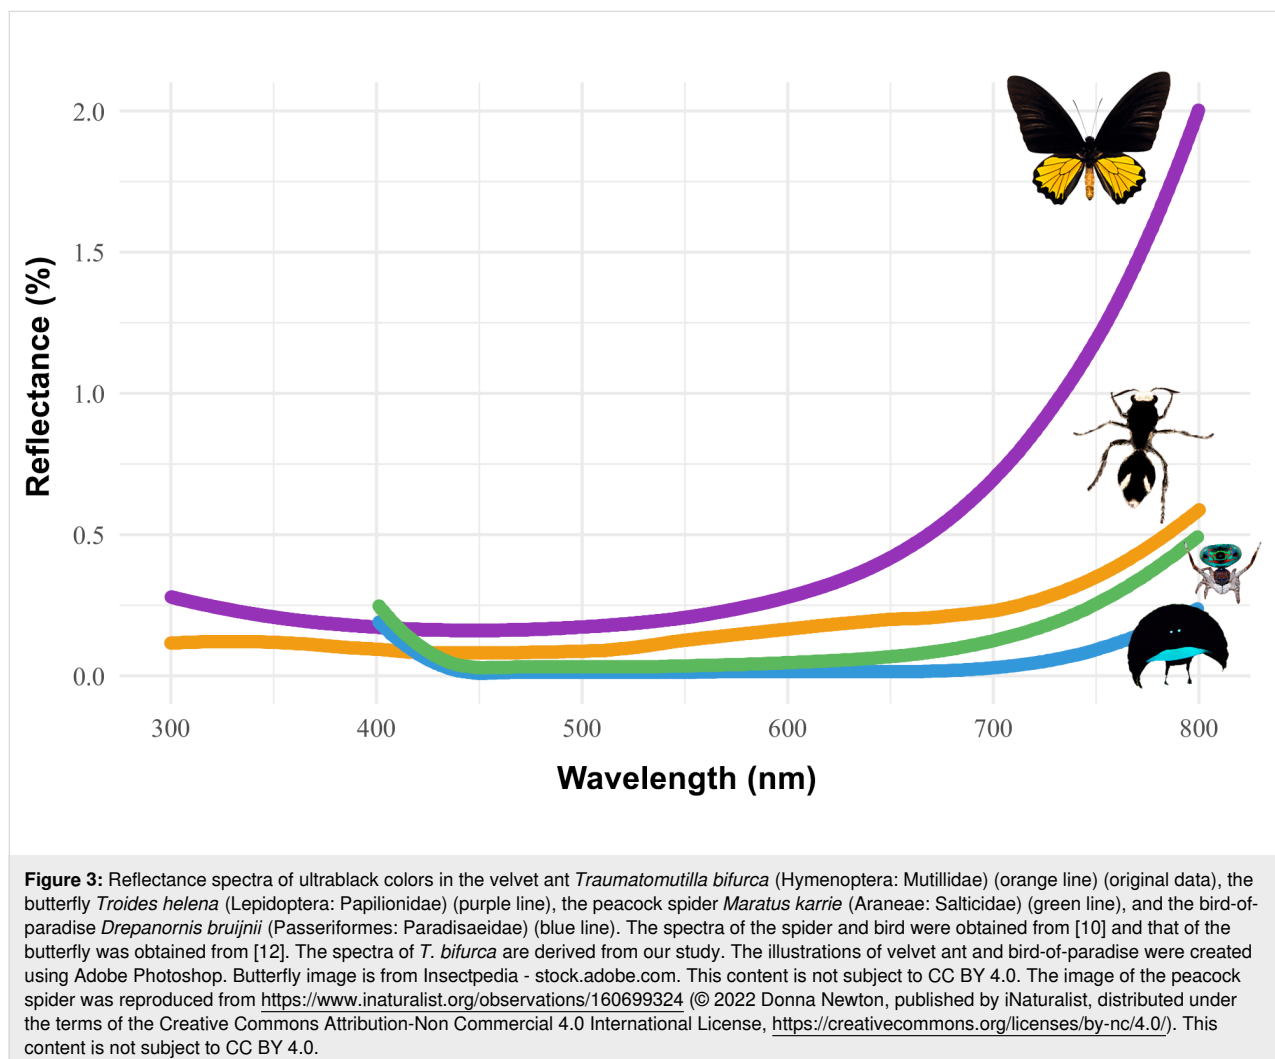 2.0
1.5
1.0
0.5
0.0
Reflectance (%)
300 400 500 600 700 800
Wavelength (nm)
Figure 3: Reflectance spectra of ultrablack colors in the velvet ant Traumatomutilla bifurca (Hymenoptera: Mutillidae) (orange line) (original data), the
butterfly Troides helena (Lepidoptera: Papilionidae) (purple line), the peacock spider Maratus karrie (Araneae: Salticidae) (green line), and the bird-of-
paradise Drepanornis bruijnii (Passeriformes: Paradisaeidae) (blue line). The spectra of the spider and bird were obtained from [10] and that of the
butterfly was obtained from [12]. The spectra of T. bifurca are derived from our study. The illustrations of velvet ant and bird-of-paradise were created
using Adobe Photoshop. Butterfly image is from Insectpedia - stock.adobe.com. This content is not subject to CC BY 4.0. The image of the peacock
spider was reproduced from https://www.inaturalist.org/observations/160699324 (© 2022 Donna Newton, published by iNaturalist, distributed under
the terms of the Creative Commons Attribution-Non Commercial 4.0 International License, https://creativecommons.org/licenses/by-nc/4.0/). This
content is not subject to CC BY 4.0.